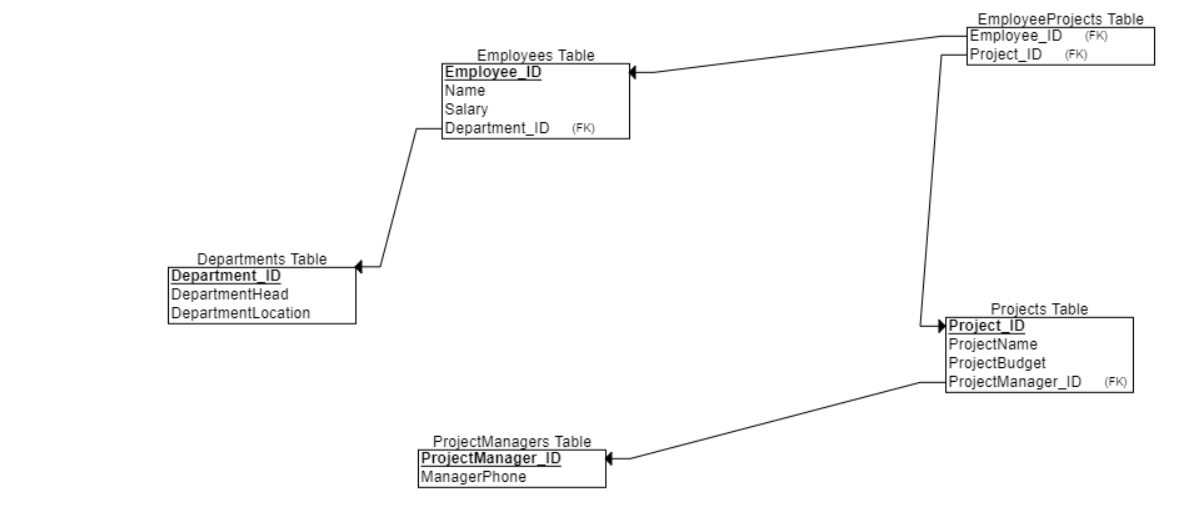 EmployeeProjects Table
Employee_ID (FK)
Project_ID (FK)
Employees Table
Employee_ID
Name
Salary
Department_ID (FK)
Departments Table
Department_ID
DepartmentHead
DepartmentLocation
Projects Table
Project_ID
ProjectName
ProjectBudget
ProjectManager_ID (FK)
ProjectManagers Table
ProjectManager_ID
ManagerPhone